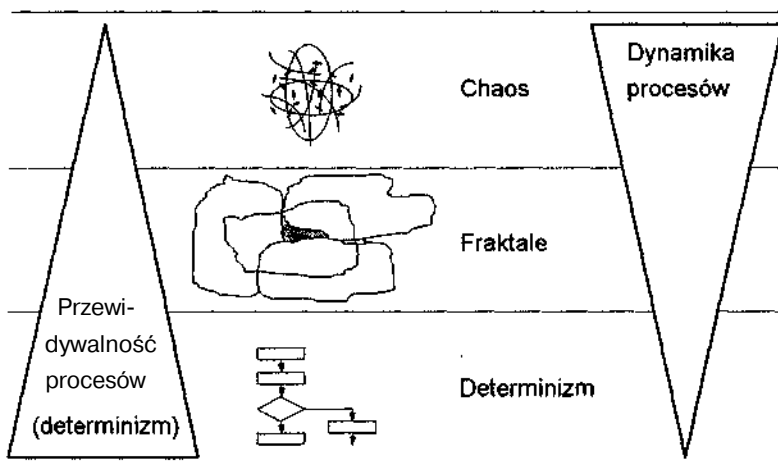 Chaos
Dynamika
procesów
Fraktale
Przewi-
dywalność
procesów
(determinizm)
Determinizm